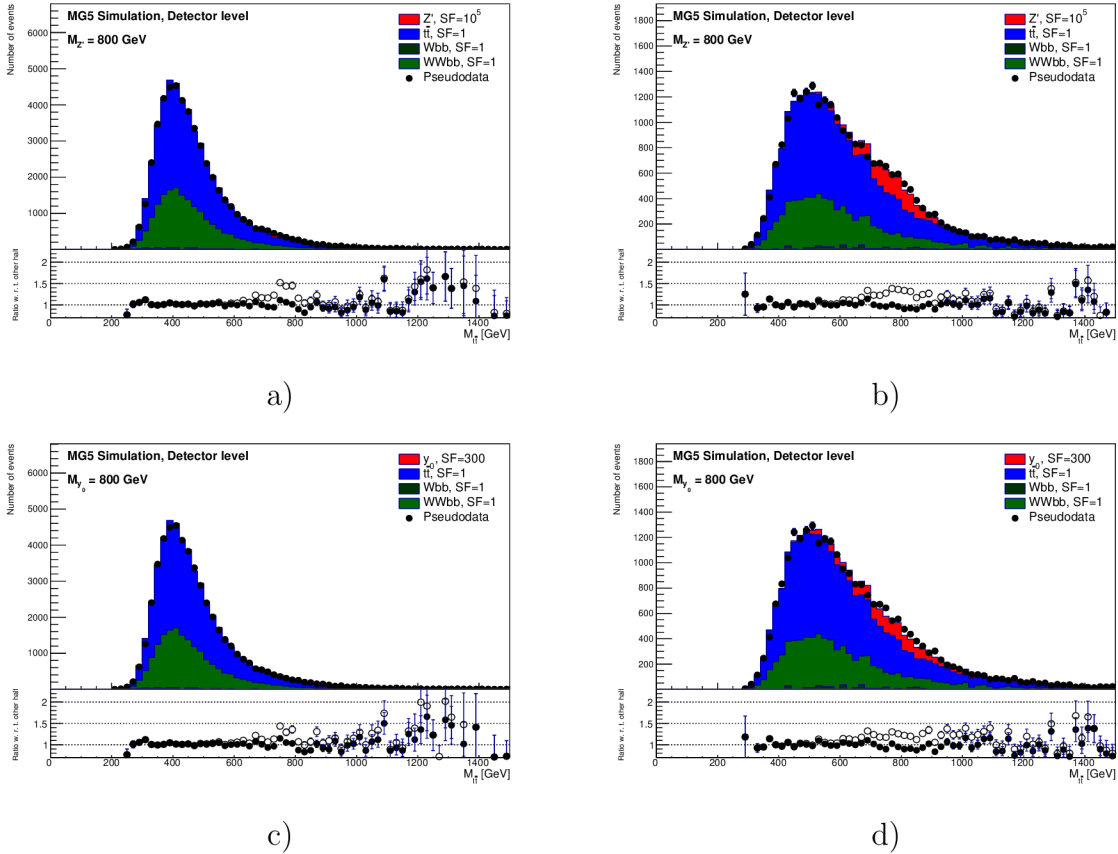 MG5 Simulation, Detector level
M_Z' = 800 GeV
Z', SF=10^5
tt̄, SF=1
Wbb, SF=1
WWbb, SF=1
Pseudodata
Number of events
6000
5000
4000
3000
2000
1000
Ratio w. r. t. other half
2
1.5
1
0 200 400 600 800 1000 1200 1400
M_tt̄ [GeV]
a)
MG5 Simulation, Detector level
M_Z' = 800 GeV
Z', SF=10^5
tt̄, SF=1
Wbb, SF=1
WWbb, SF=1
Pseudodata
Number of events
1800
1600
1400
1200
1000
800
600
400
200
Ratio w. r. t. other half
2
1.5
1
0 200 400 600 800 1000 1200 1400
M_tt̄ [GeV]
b)
MG5 Simulation, Detector level
M_y_0 = 800 GeV
y_0, SF=300
tt̄, SF=1
Wbb, SF=1
WWbb, SF=1
Pseudodata
Number of events
6000
5000
4000
3000
2000
1000
Ratio w. r. t. other half
2
1.5
1
0 200 400 600 800 1000 1200 1400
M_tt̄ [GeV]
c)
MG5 Simulation, Detector level
M_y_0 = 800 GeV
y_0, SF=300
tt̄, SF=1
Wbb, SF=1
WWbb, SF=1
Pseudodata
Number of events
1800
1600
1400
1200
1000
800
600
400
200
Ratio w. r. t. other half
2
1.5
1
0 200 400 600 800 1000 1200 1400
M_tt̄ [GeV]
d)